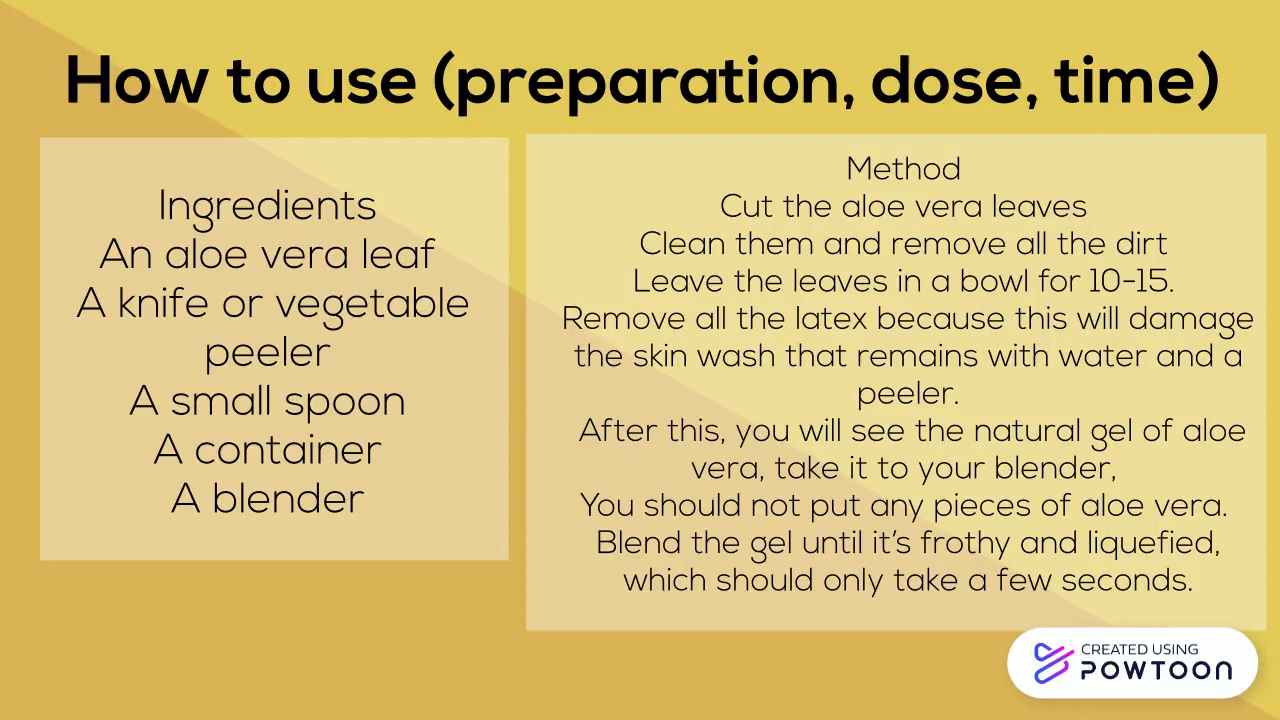 How to use (preparation, dose, time)
Ingredients
An aloe vera leaf
A knife or vegetable
peeler
A small spoon
A container
A blender
Method
Cut the aloe vera leaves
Clean them and remove all the dirt
Leave the leaves in a bowl for 10-15.
Remove all the latex because this will damage
the skin wash that remains with water and a
peeler.
After this, you will see the natural gel of aloe
vera, take it to your blender,
You should not put any pieces of aloe vera.
Blend the gel until it's frothy and liquefied,
which should only take a few seconds.
CREATED USING
POWTOON